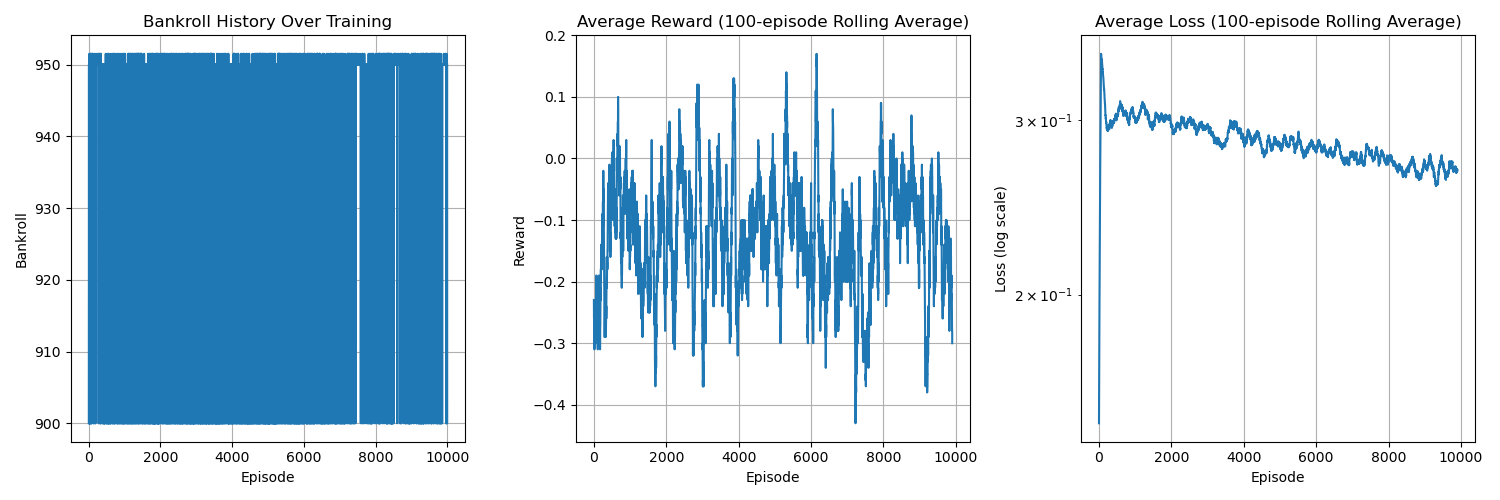 Bankroll History Over Training
950
940
930
920
910
900
Bankroll
0
2000
4000
6000
8000
10000
Episode
Average Reward (100-episode Rolling Average)
0.2
0.1
0.0
−0.1
−0.2
−0.3
−0.4
Reward
0
2000
4000
6000
8000
10000
Episode
Average Loss (100-episode Rolling Average)
3 × 10⁻¹
2 × 10⁻¹
Loss (log scale)
0
2000
4000
6000
8000
10000
Episode